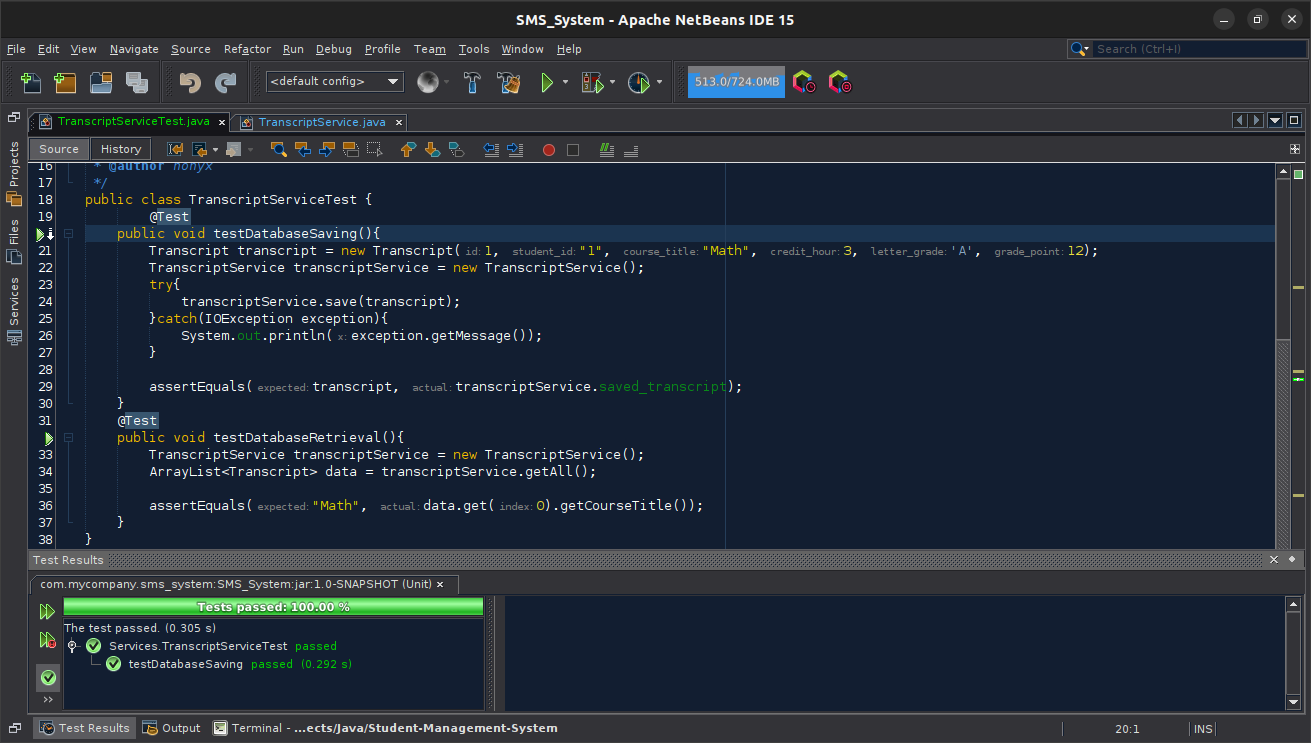 SMS_System - Apache NetBeans IDE 15
File Edit View Navigate Source Refactor Run Debug Profile Team Tools Window Help
Search (Ctrl+I)
<default config>
513.0/724.0MB
TranscriptServiceTest.java × TranscriptService.java ×
Source History
Projects
Files
Services
16 * @author nonyx
17 */
18 public class TranscriptServiceTest {
19 @Test
public void testDatabaseSaving(){
21 Transcript transcript = new Transcript( id: 1, student_id: "1", course_title: "Math", credit_hour: 3, letter_grade: 'A', grade_point: 12);
22 TranscriptService transcriptService = new TranscriptService();
23 try{
24 transcriptService.save(transcript);
25 }catch(IOException exception){
26 System.out.println( x: exception.getMessage());
27 }
28
29 assertEquals( expected: transcript, actual: transcriptService.saved_transcript);
30 }
31 @Test
public void testDatabaseRetrieval(){
33 TranscriptService transcriptService = new TranscriptService();
34 ArrayList<Transcript> data = transcriptService.getAll();
35
36 assertEquals( expected: "Math", actual: data.get( index: 0).getCourseTitle());
37 }
38 }
Test Results
com.mycompany.sms_system:SMS_System:jar:1.0-SNAPSHOT (Unit) ×
Tests passed: 100.00 %
The test passed. (0.305 s)
Services.TranscriptServiceTest passed
testDatabaseSaving passed (0.292 s)
Test Results Output Terminal - ...ects/Java/Student-Management-System
20:1 INS